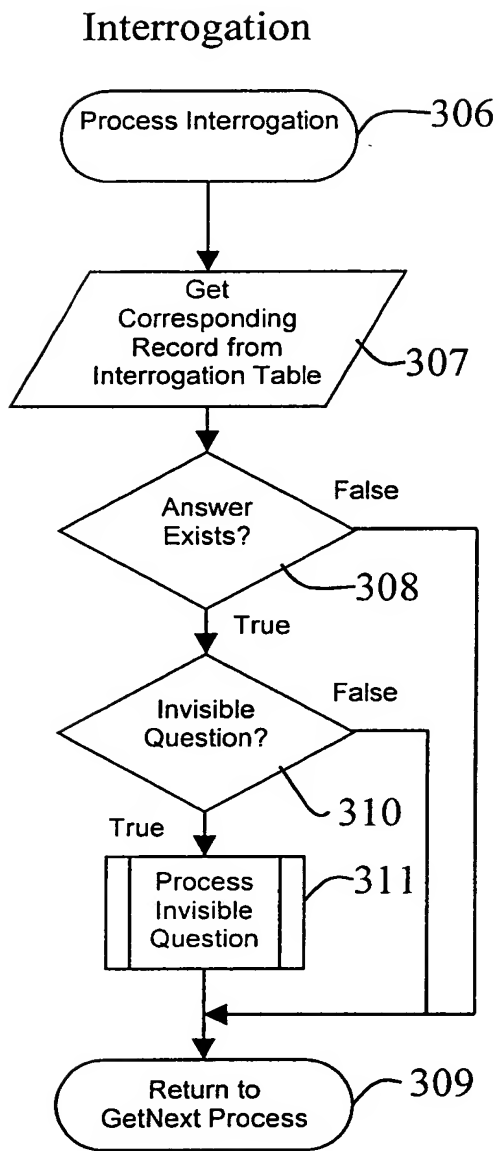 Interrogation
Process Interrogation
306
Get
Corresponding
Record from
Interrogation Table
307
Answer
Exists?
False
308
True
Invisible
Question?
False
310
True
Process
Invisible
Question
311
Return to
GetNext Process
309